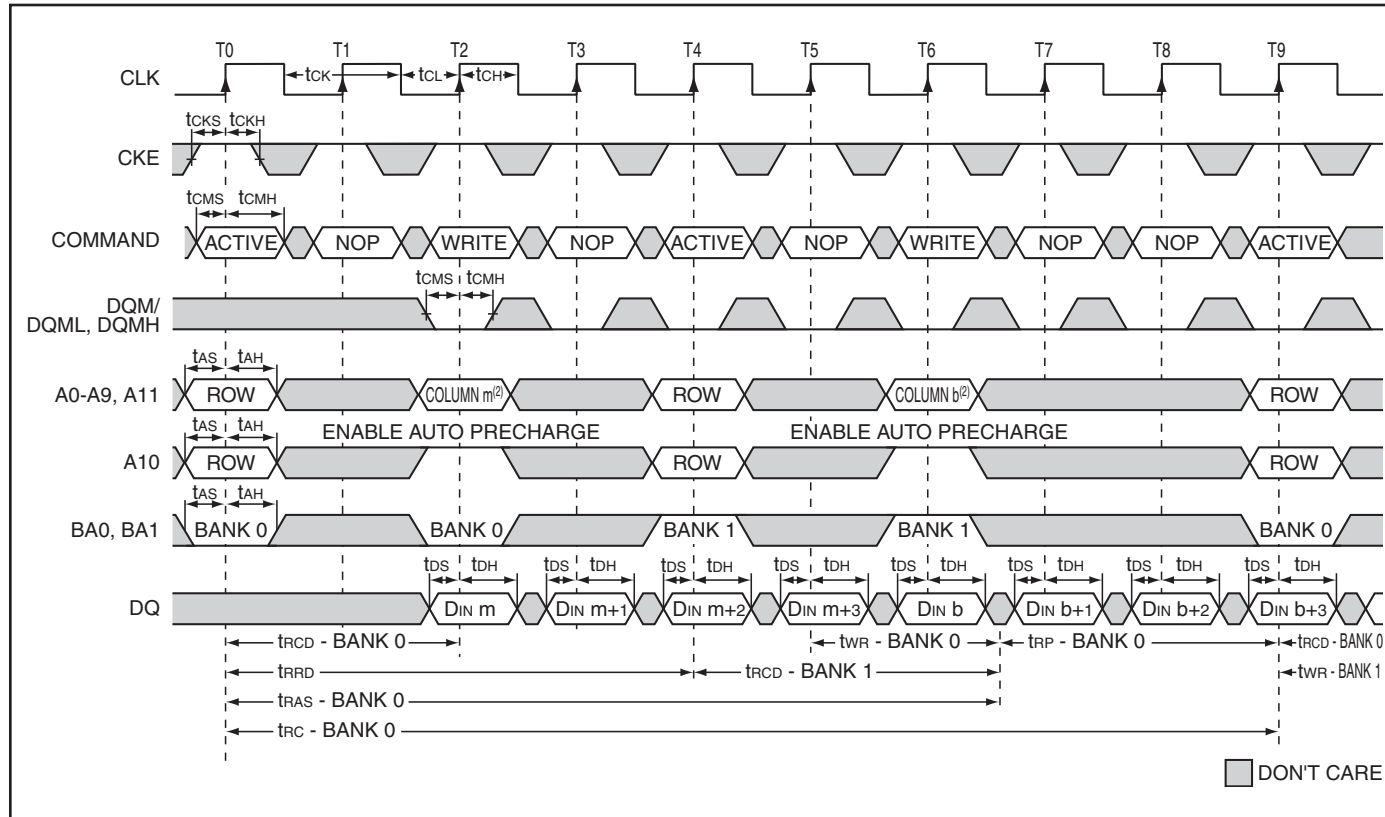 T0 T1 T2 T3 T4 T5 T6 T7 T8 T9
CLK tCK tCL tCH
tCKS tCKH
CKE
tCMS tCMH
COMMAND ACTIVE NOP WRITE NOP ACTIVE NOP WRITE NOP NOP ACTIVE
tCMS tCMH
DQM/
DQML, DQMH
tAS tAH
A0-A9, A11 ROW COLUMN m(2) ROW COLUMN b(2) ROW
tAS tAH ENABLE AUTO PRECHARGE ENABLE AUTO PRECHARGE
A10 ROW ROW ROW
tAS tAH
BA0, BA1 BANK 0 BANK 0 BANK 1 BANK 1 BANK 0
tDS tDH tDS tDH tDS tDH tDS tDH tDS tDH tDS tDH tDS tDH tDS tDH
DQ DIN m DIN m+1 DIN m+2 DIN m+3 DIN b DIN b+1 DIN b+2 DIN b+3
tRCD - BANK 0 tWR - BANK 0 tRP - BANK 0 tRCD - BANK 0
tRRD tRCD - BANK 1 tWR - BANK 1
tRAS - BANK 0
tRC - BANK 0
DON'T CARE